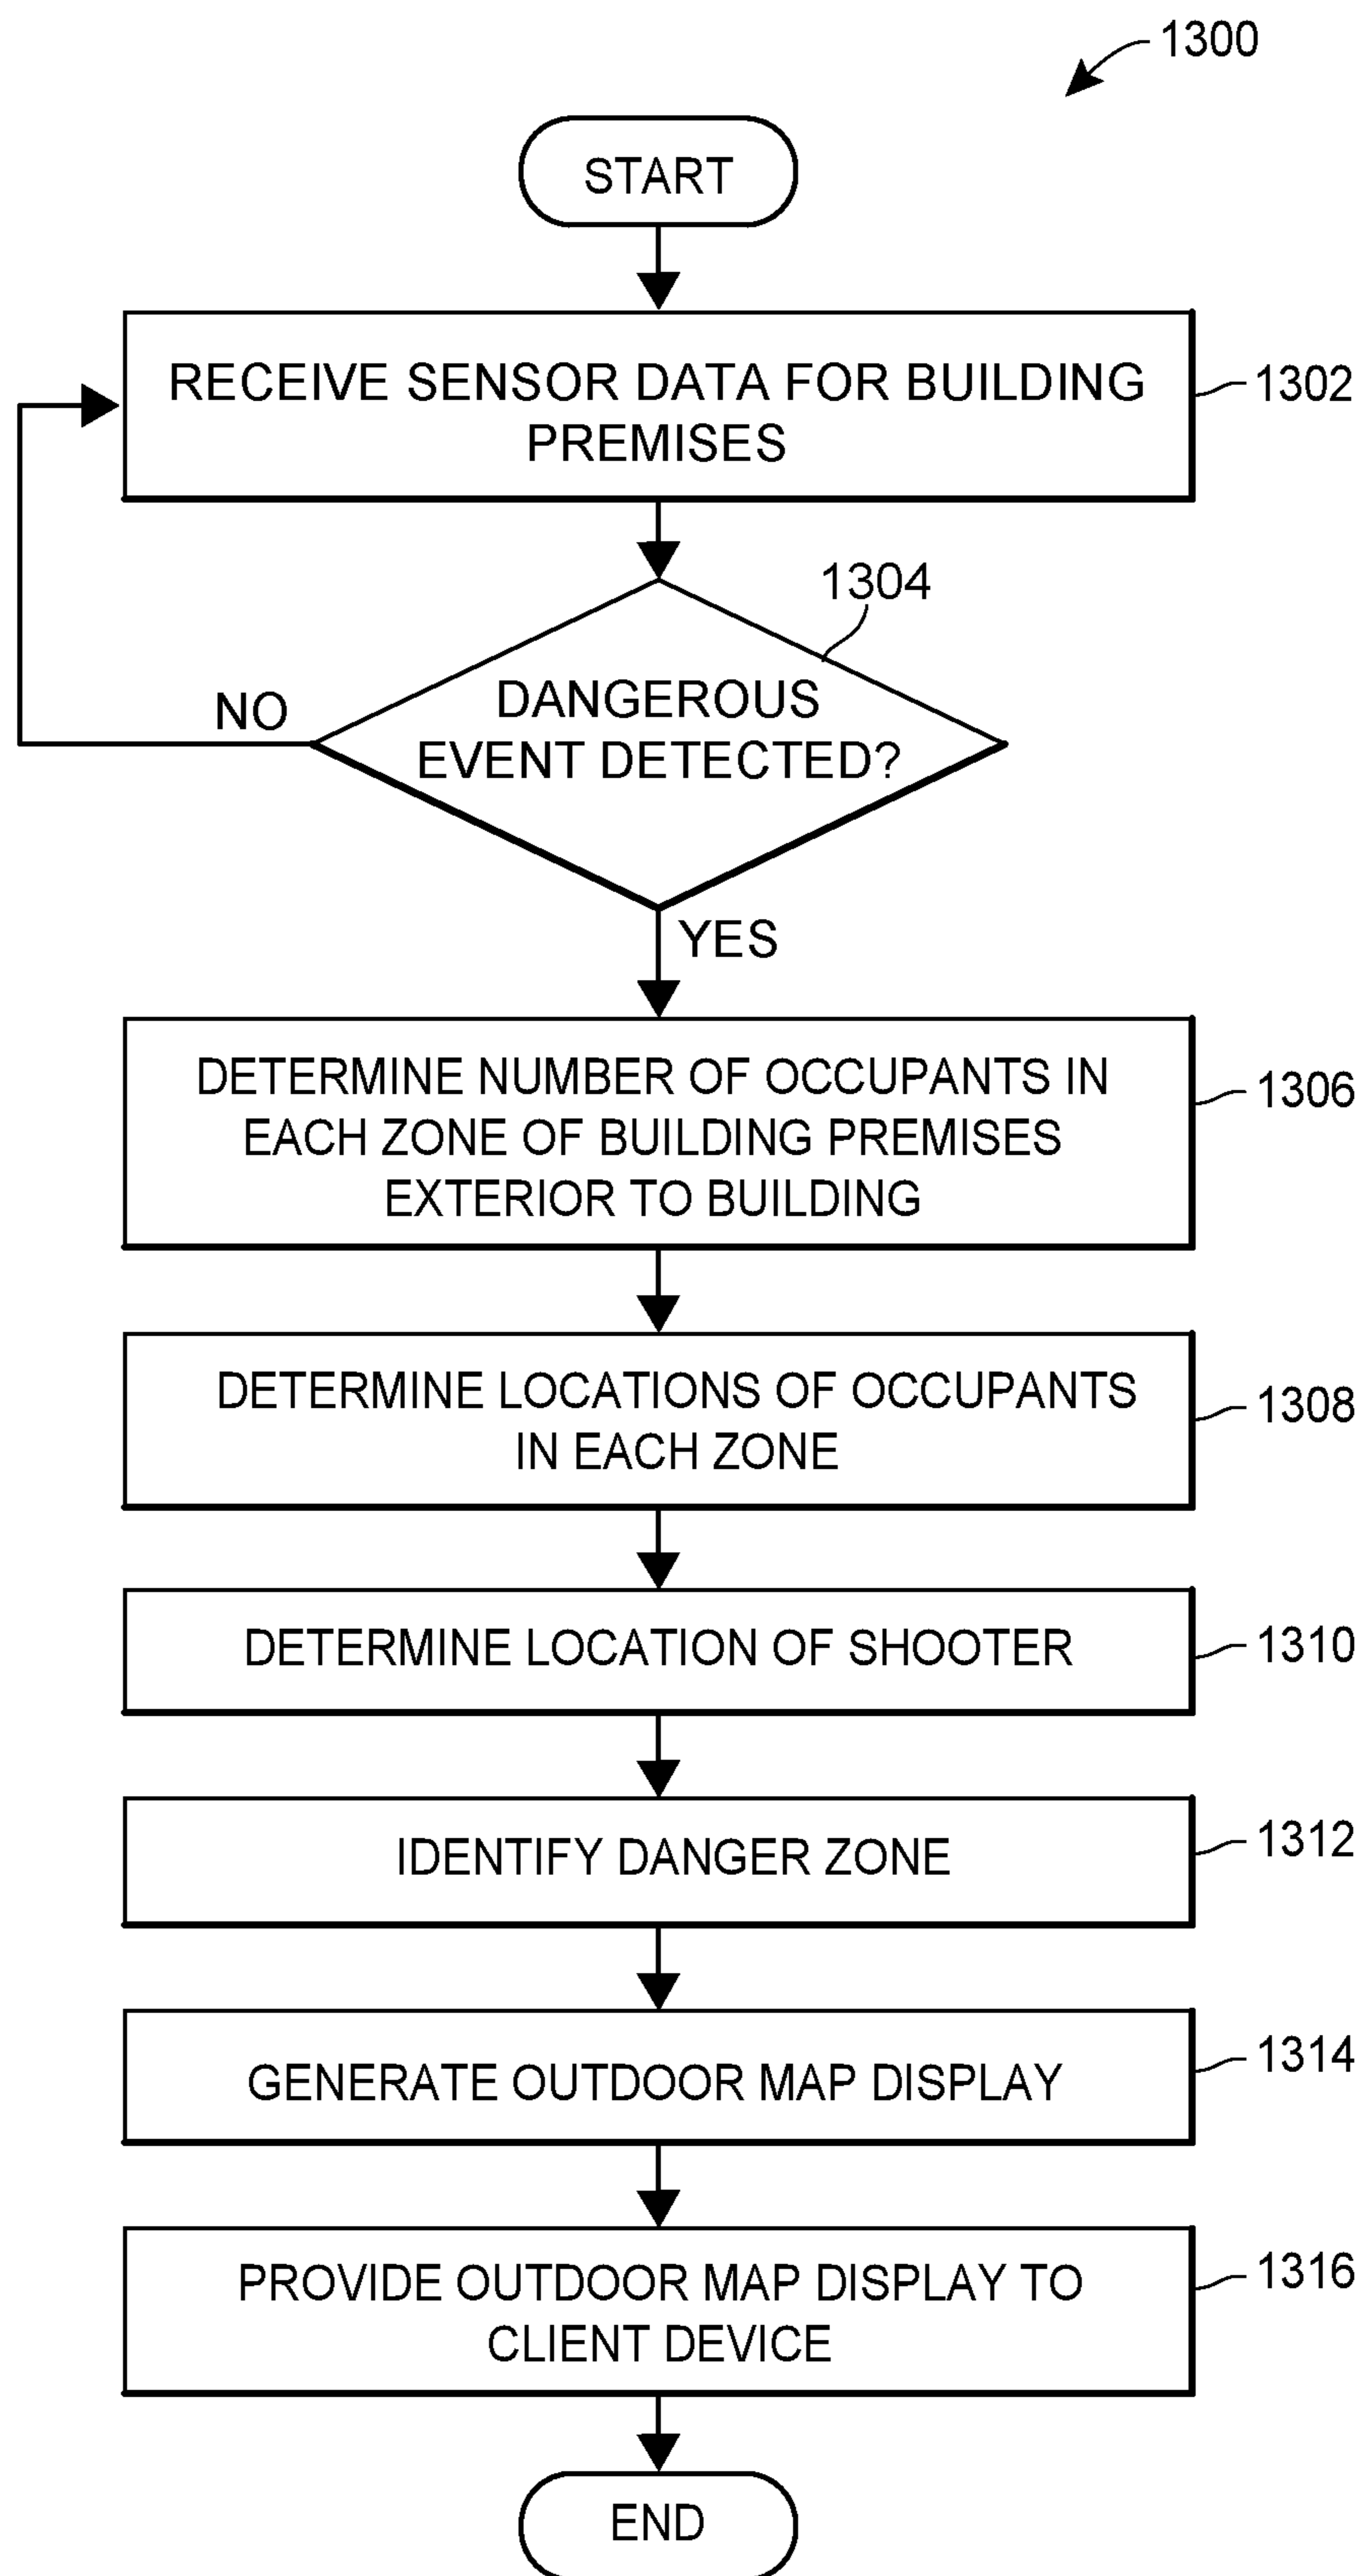 1300
START
RECEIVE SENSOR DATA FOR BUILDING
PREMISES
1302
1304
DANGEROUS
EVENT DETECTED?
NO
YES
DETERMINE NUMBER OF OCCUPANTS IN
EACH ZONE OF BUILDING PREMISES
EXTERIOR TO BUILDING
1306
DETERMINE LOCATIONS OF OCCUPANTS
IN EACH ZONE
1308
DETERMINE LOCATION OF SHOOTER
1310
IDENTIFY DANGER ZONE
1312
GENERATE OUTDOOR MAP DISPLAY
1314
PROVIDE OUTDOOR MAP DISPLAY TO
CLIENT DEVICE
1316
END